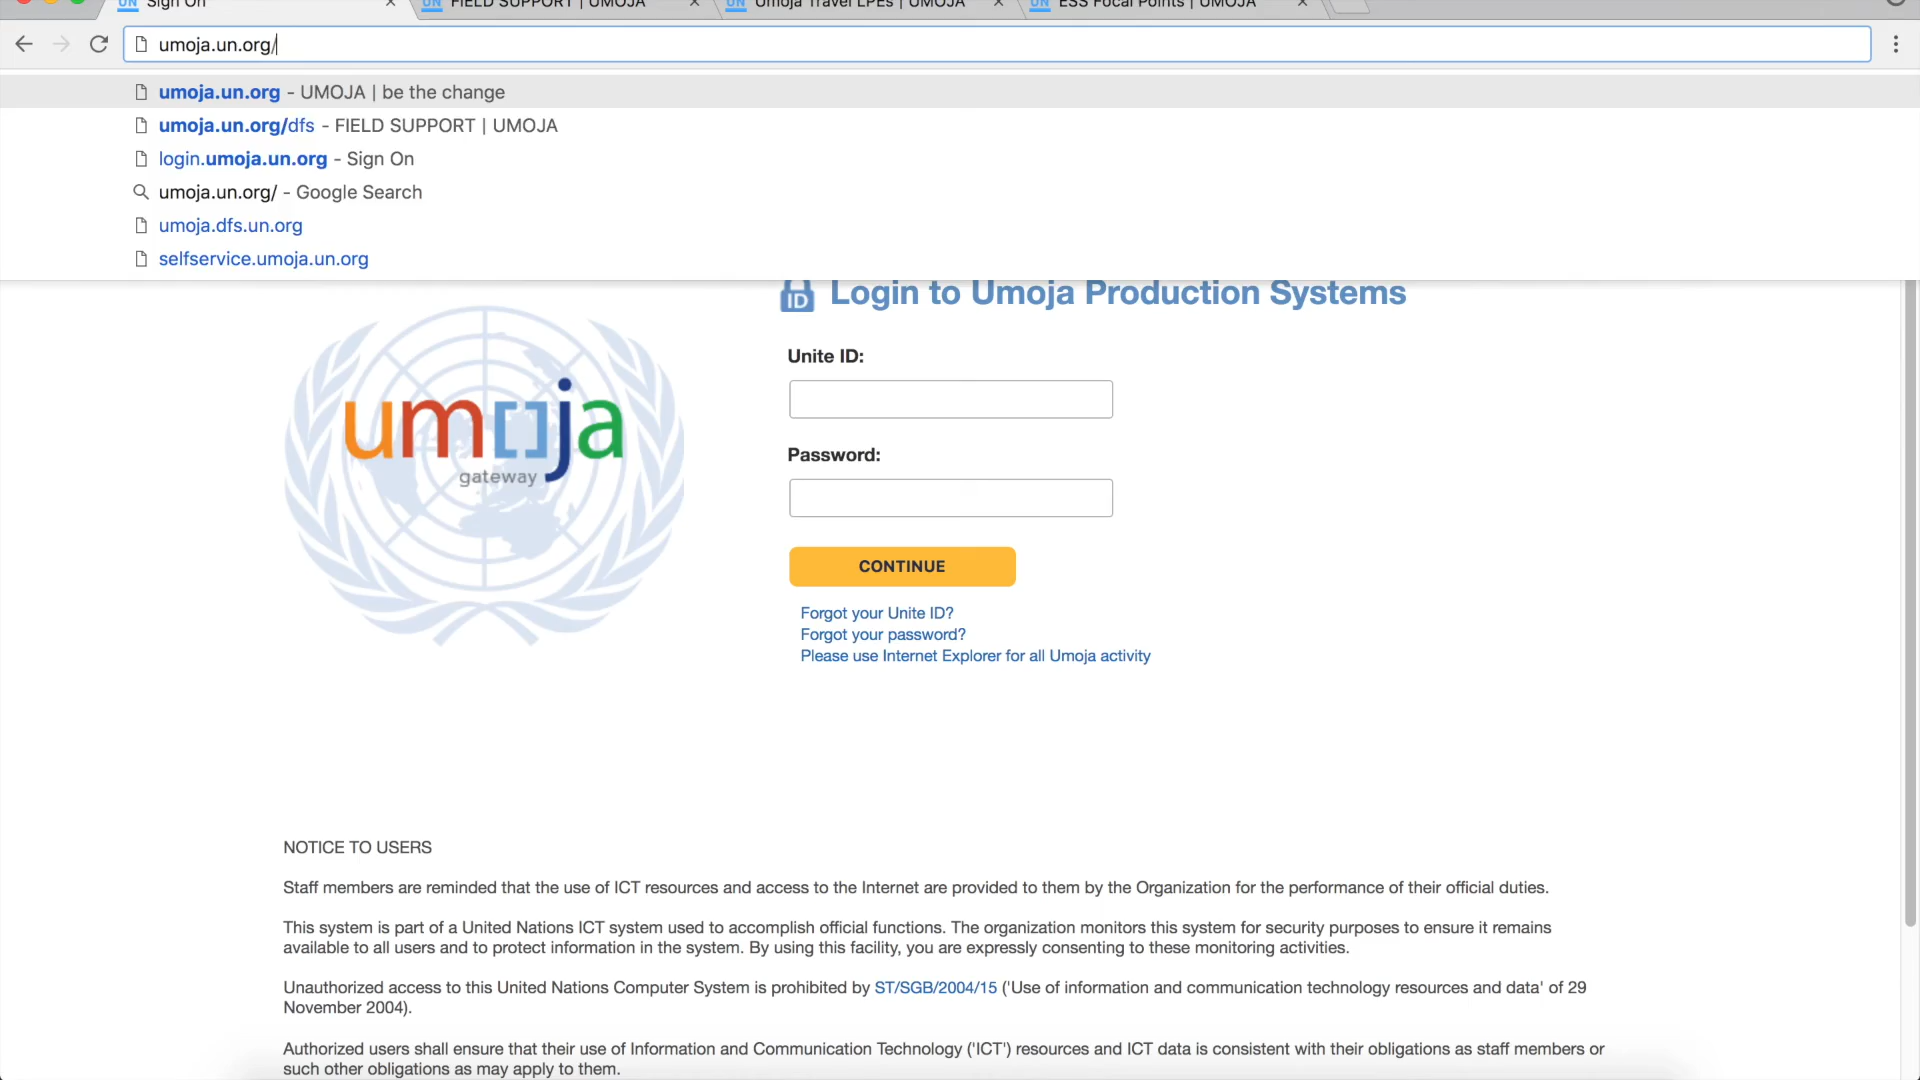 Sign On
FIELD SUPPORT | UMOJA
Umoja Travel LPEs | UMOJA
ESS Focal Points | UMOJA
umoja.un.org/
umoja.un.org - UMOJA | be the change
umoja.un.org/dfs - FIELD SUPPORT | UMOJA
login.umoja.un.org - Sign On
umoja.un.org/ - Google Search
umoja.dfs.un.org
selfservice.umoja.un.org
ID Login to Umoja Production Systems
umoja
gateway
Unite ID:
Password:
CONTINUE
Forgot your Unite ID?
Forgot your password?
Please use Internet Explorer for all Umoja activity
NOTICE TO USERS
Staff members are reminded that the use of ICT resources and access to the Internet are provided to them by the Organization for the performance of their official duties.
This system is part of a United Nations ICT system used to accomplish official functions. The organization monitors this system for security purposes to ensure it remains
available to all users and to protect information in the system. By using this facility, you are expressly consenting to these monitoring activities.
Unauthorized access to this United Nations Computer System is prohibited by ST/SGB/2004/15 ('Use of information and communication technology resources and data' of 29
November 2004).
Authorized users shall ensure that their use of Information and Communication Technology ('ICT') resources and ICT data is consistent with their obligations as staff members or
such other obligations as may apply to them.